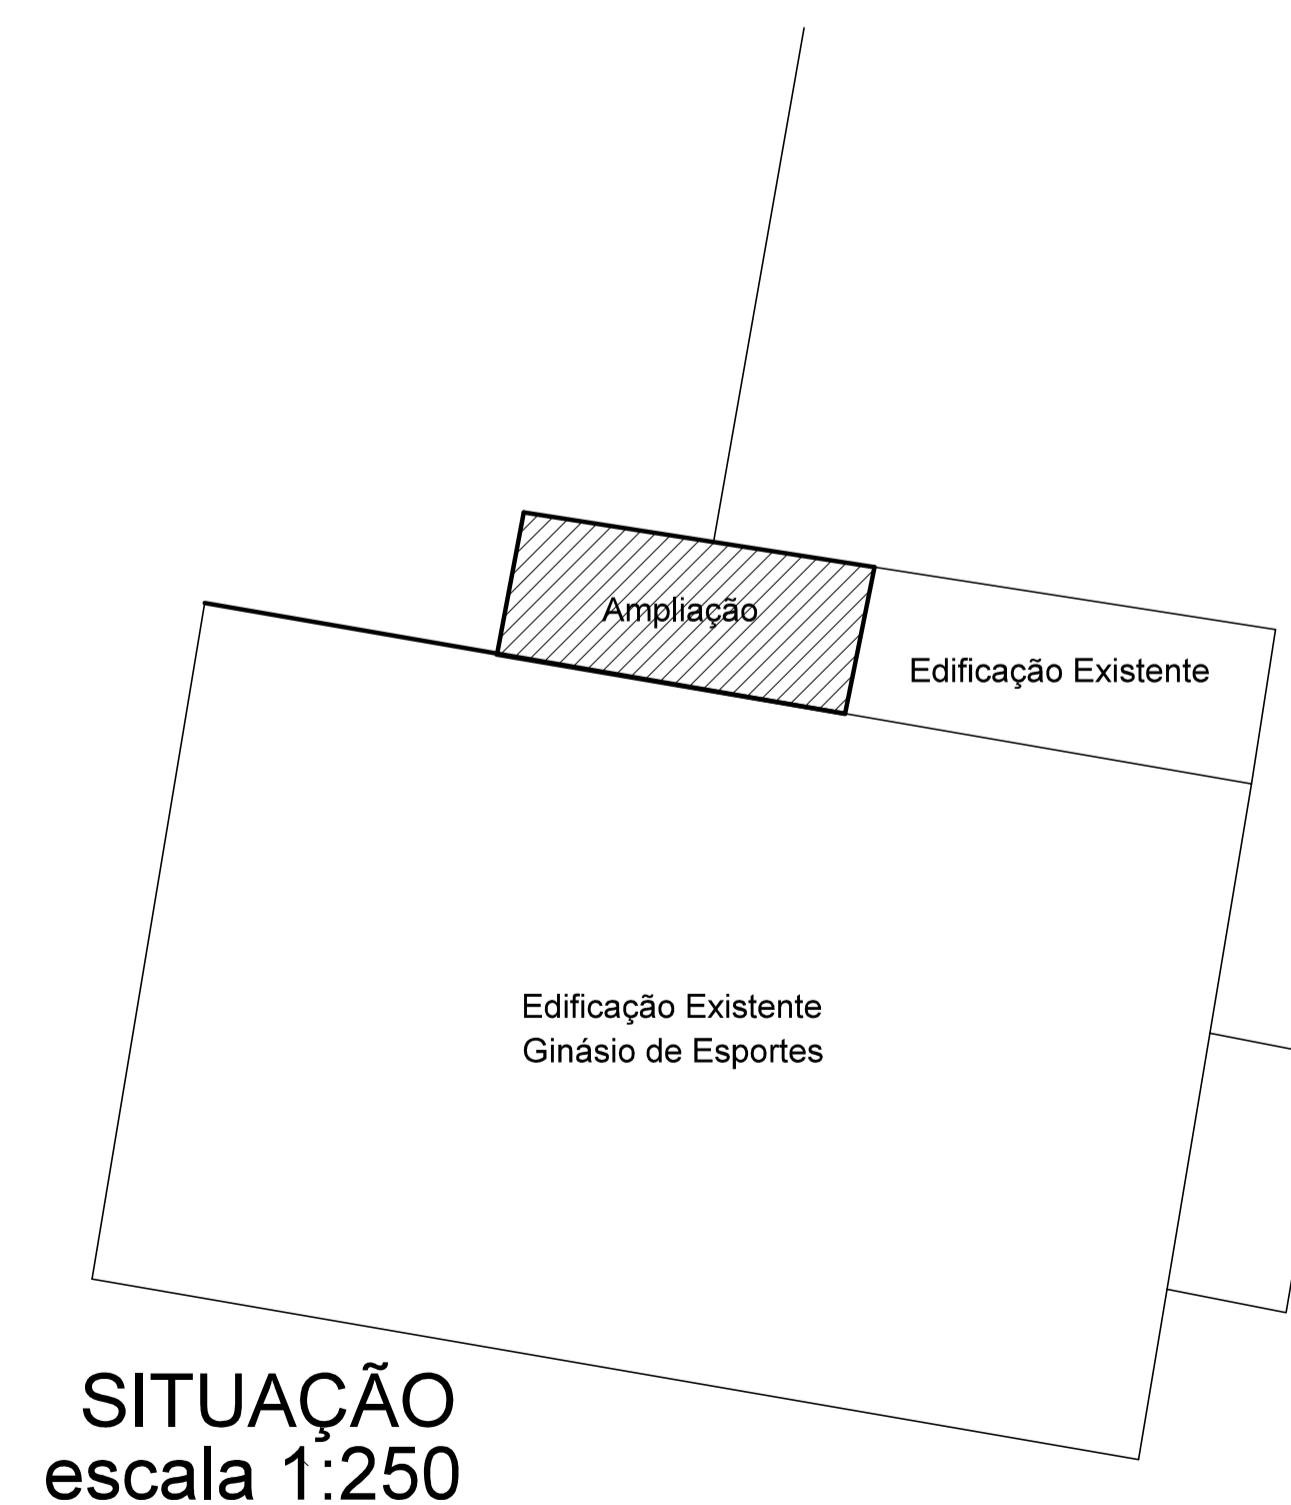 Ampliação
Edificação Existente
Edificação Existente
Ginásio de Esportes
SITUAÇÃO
escala 1:250